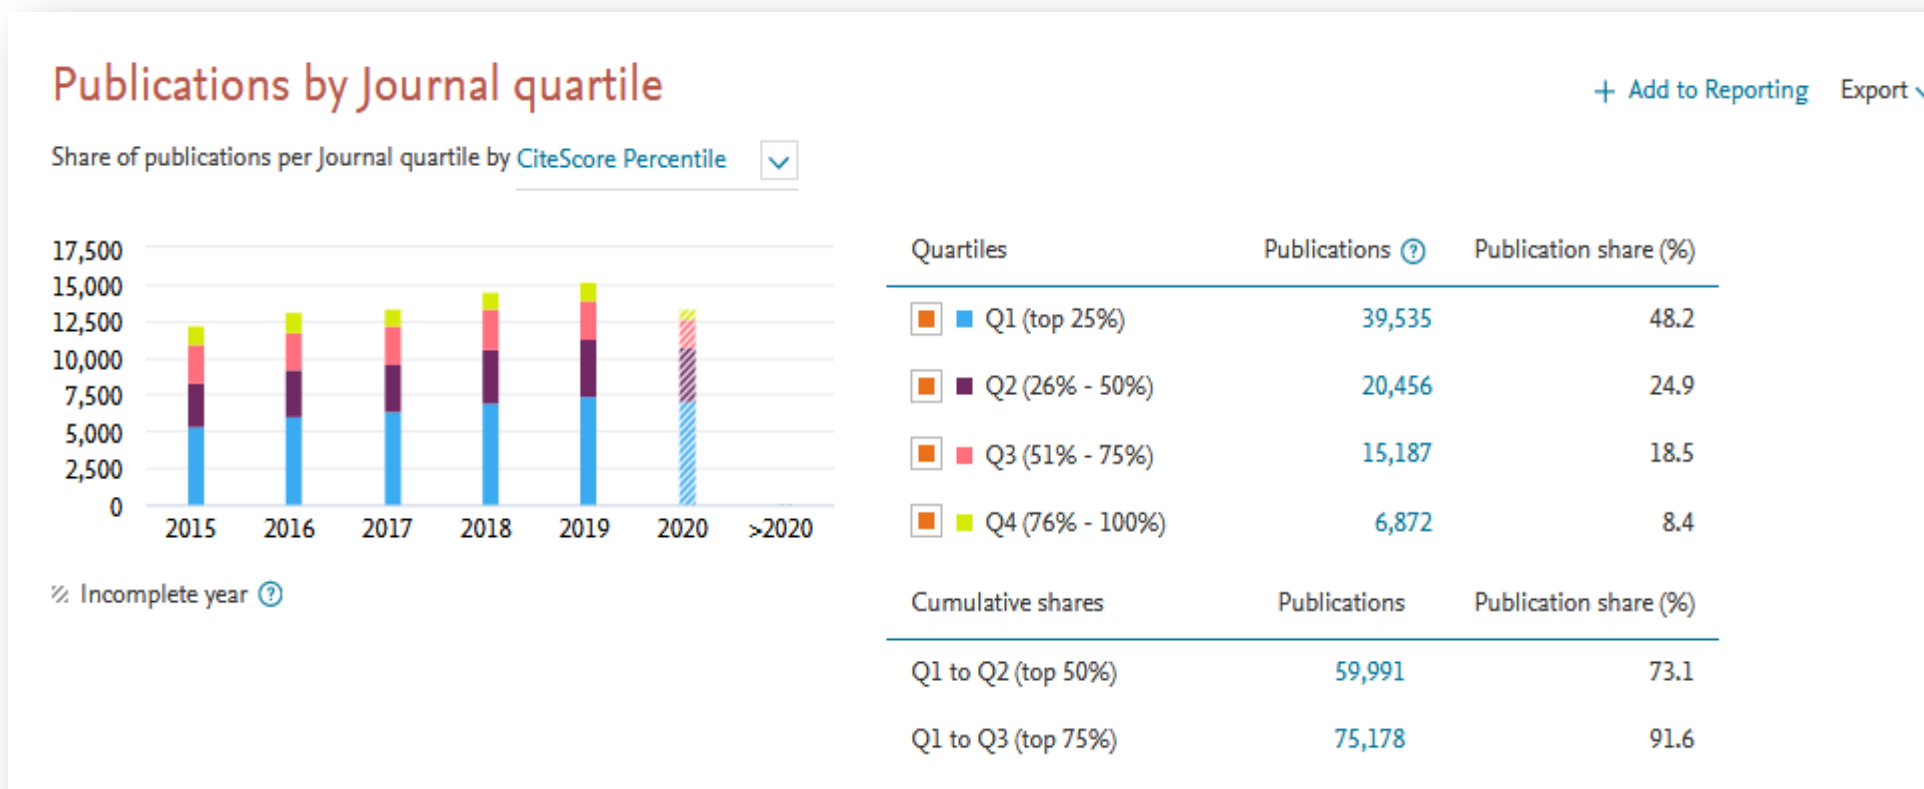 Publications by Journal quartile
+ Add to Reporting Export
Share of publications per Journal quartile by CiteScore Percentile
17,500
15,000
12,500
10,000
7,500
5,000
2,500
0
2015 2016 2017 2018 2019 2020 >2020
Incomplete year ?
Quartiles Publications ? Publication share (%)
Q1 (top 25%) 39,535 48.2
Q2 (26% - 50%) 20,456 24.9
Q3 (51% - 75%) 15,187 18.5
Q4 (76% - 100%) 6,872 8.4
Cumulative shares Publications Publication share (%)
Q1 to Q2 (top 50%) 59,991 73.1
Q1 to Q3 (top 75%) 75,178 91.6